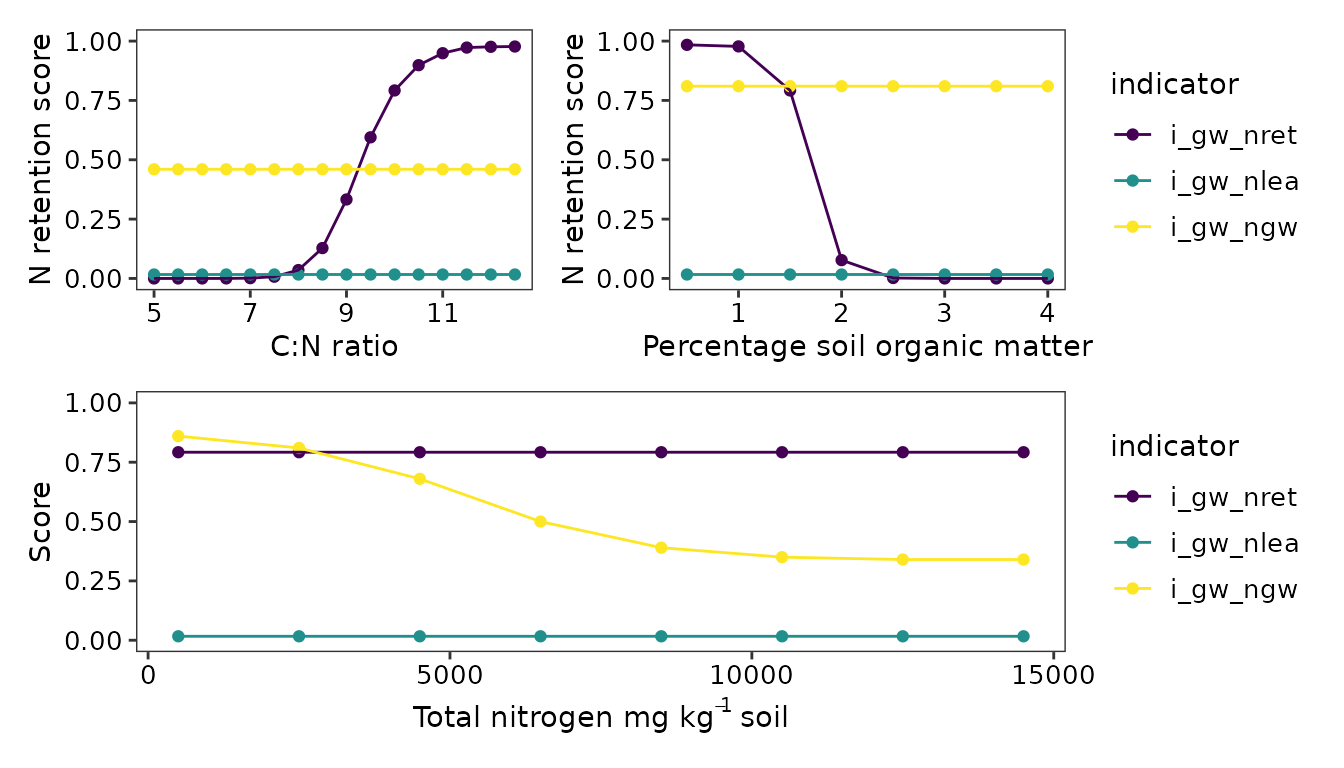 N retention score
1.00
0.75
0.50
0.25
0.00
5 7 9 11
C:N ratio
N retention score
1.00
0.75
0.50
0.25
0.00
1 2 3 4
Percentage soil organic matter
indicator
i_gw_nret
i_gw_nlea
i_gw_ngw
Score
1.00
0.75
0.50
0.25
0.00
0 5000 10000 15000
Total nitrogen mg kg⁻¹ soil
indicator
i_gw_nret
i_gw_nlea
i_gw_ngw